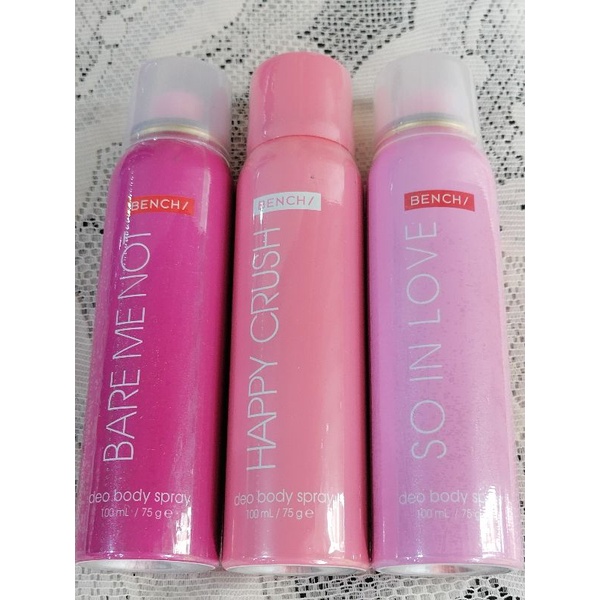 BENCH/
BARE ME NOT
deo body spray
100 mL / 75 g e
BENCH/
HAPPY CRUSH
deo body spray
100 mL / 75 g e
BENCH/
SO IN LOVE
deo body spray
100 mL / 75 g e